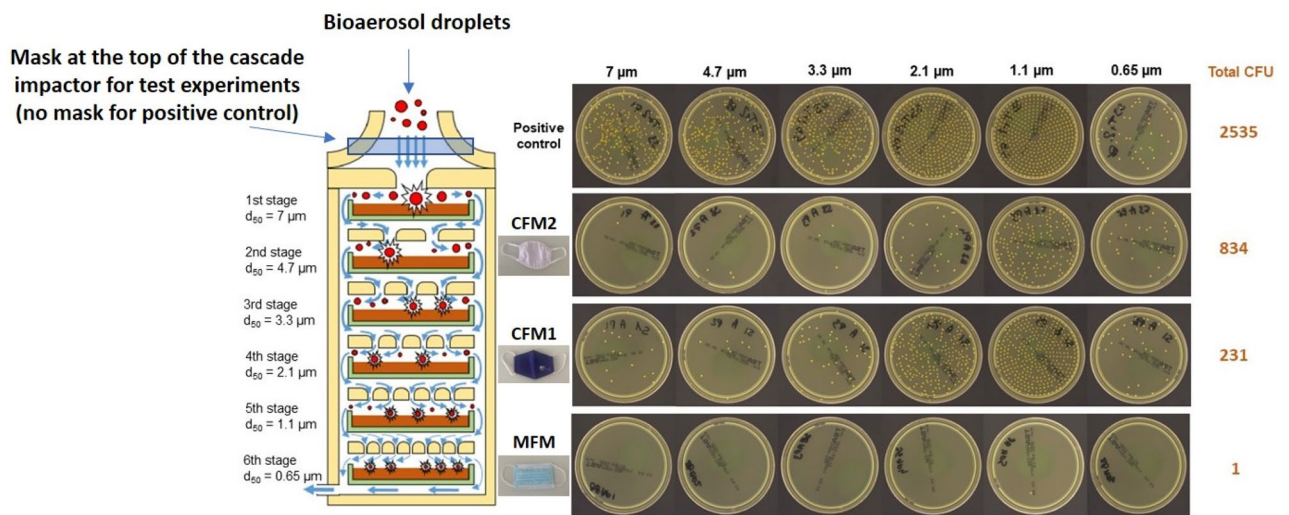 Bioaerosol droplets
Mask at the top of the cascade
impactor for test experiments
(no mask for positive control)
7 µm
4.7 µm
3.3 µm
2.1 µm
1.1 µm
0.65 µm
Total CFU
Positive
control
2535
1st stage
d50 = 7 µm
2nd stage
d50 = 4.7 µm
3rd stage
d50 = 3.3 µm
4th stage
d50 = 2.1 µm
5th stage
d50 = 1.1 µm
6th stage
d50 = 0.65 µm
CFM2
834
CFM1
231
MFM
1